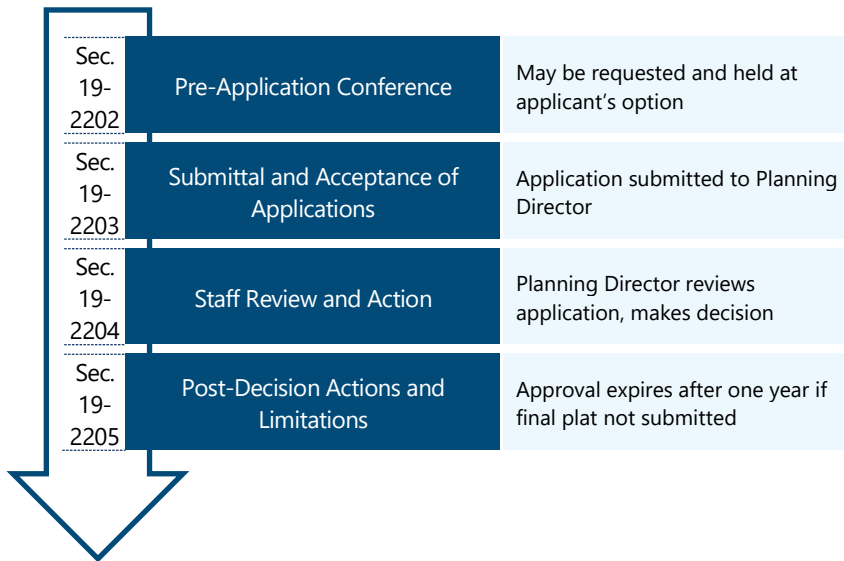 Sec.
19-
2202
Pre-Application Conference
May be requested and held at
applicant’s option
Sec.
19-
2203
Submittal and Acceptance of
Applications
Application submitted to Planning
Director
Sec.
19-
2204
Staff Review and Action
Planning Director reviews
application, makes decision
Sec.
19-
2205
Post-Decision Actions and
Limitations
Approval expires after one year if
final plat not submitted